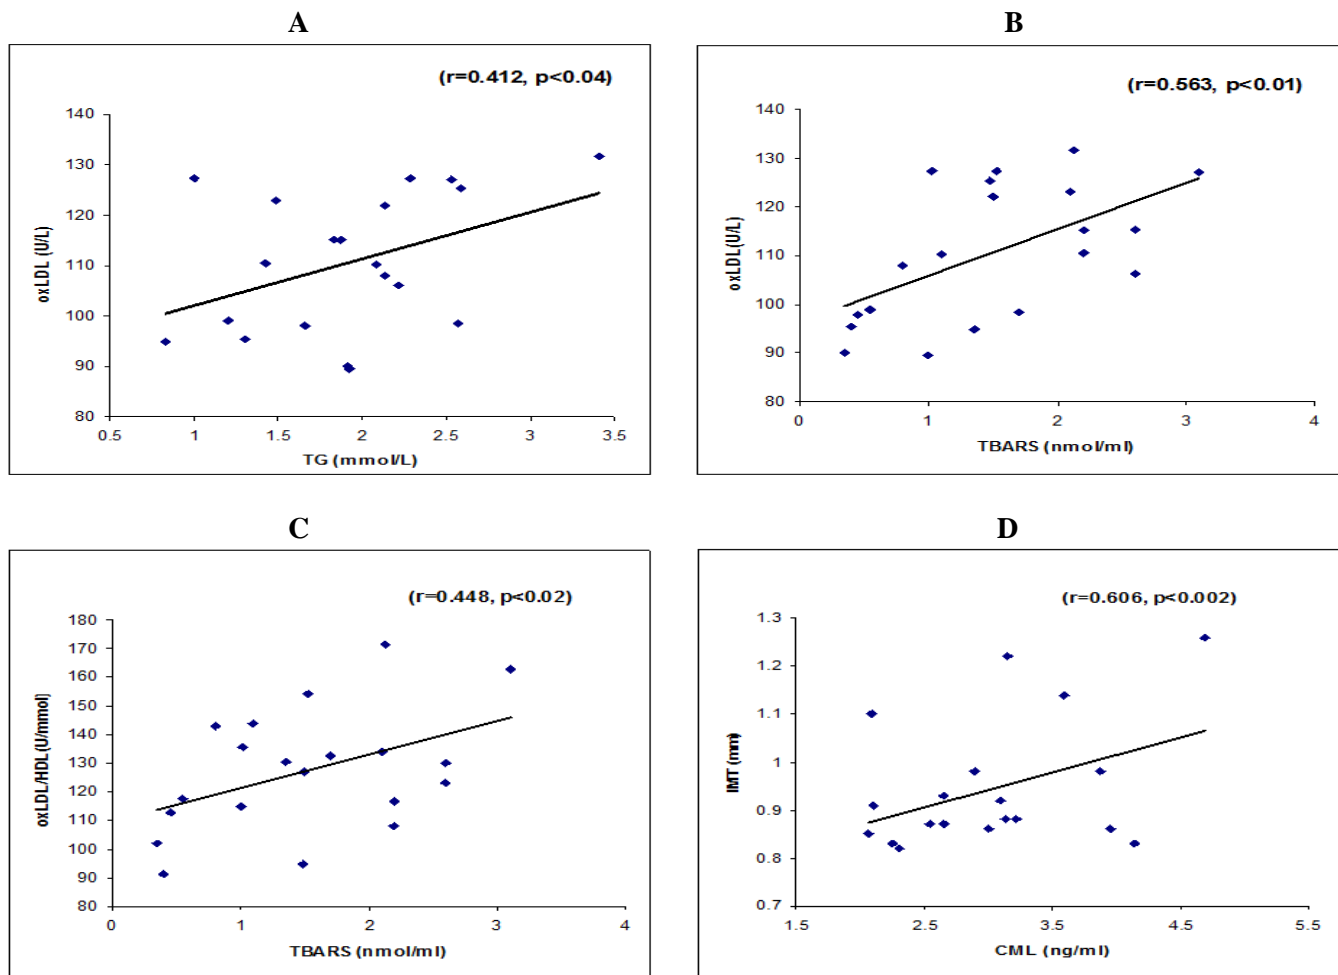 A
(r=0.412, p<0.04)
oxLDL (U/L)
140
130
120
110
100
90
80
0.5 1 1.5 2 2.5 3 3.5
TG (mmol/L)
B
(r=0.563, p<0.01)
oxLDL(U/L)
140
130
120
110
100
90
80
0 1 2 3 4
TBARS (nmol/ml)
C
(r=0.448, p<0.02)
oxLDL/HDL(U/mmol)
180
170
160
150
140
130
120
110
100
90
80
0 1 2 3 4
TBARS (nmol/ml)
D
(r=0.606, p<0.002)
IMT (mm)
1.3
1.2
1.1
1
0.9
0.8
0.7
1.5 2.5 3.5 4.5 5.5
CML (ng/ml)